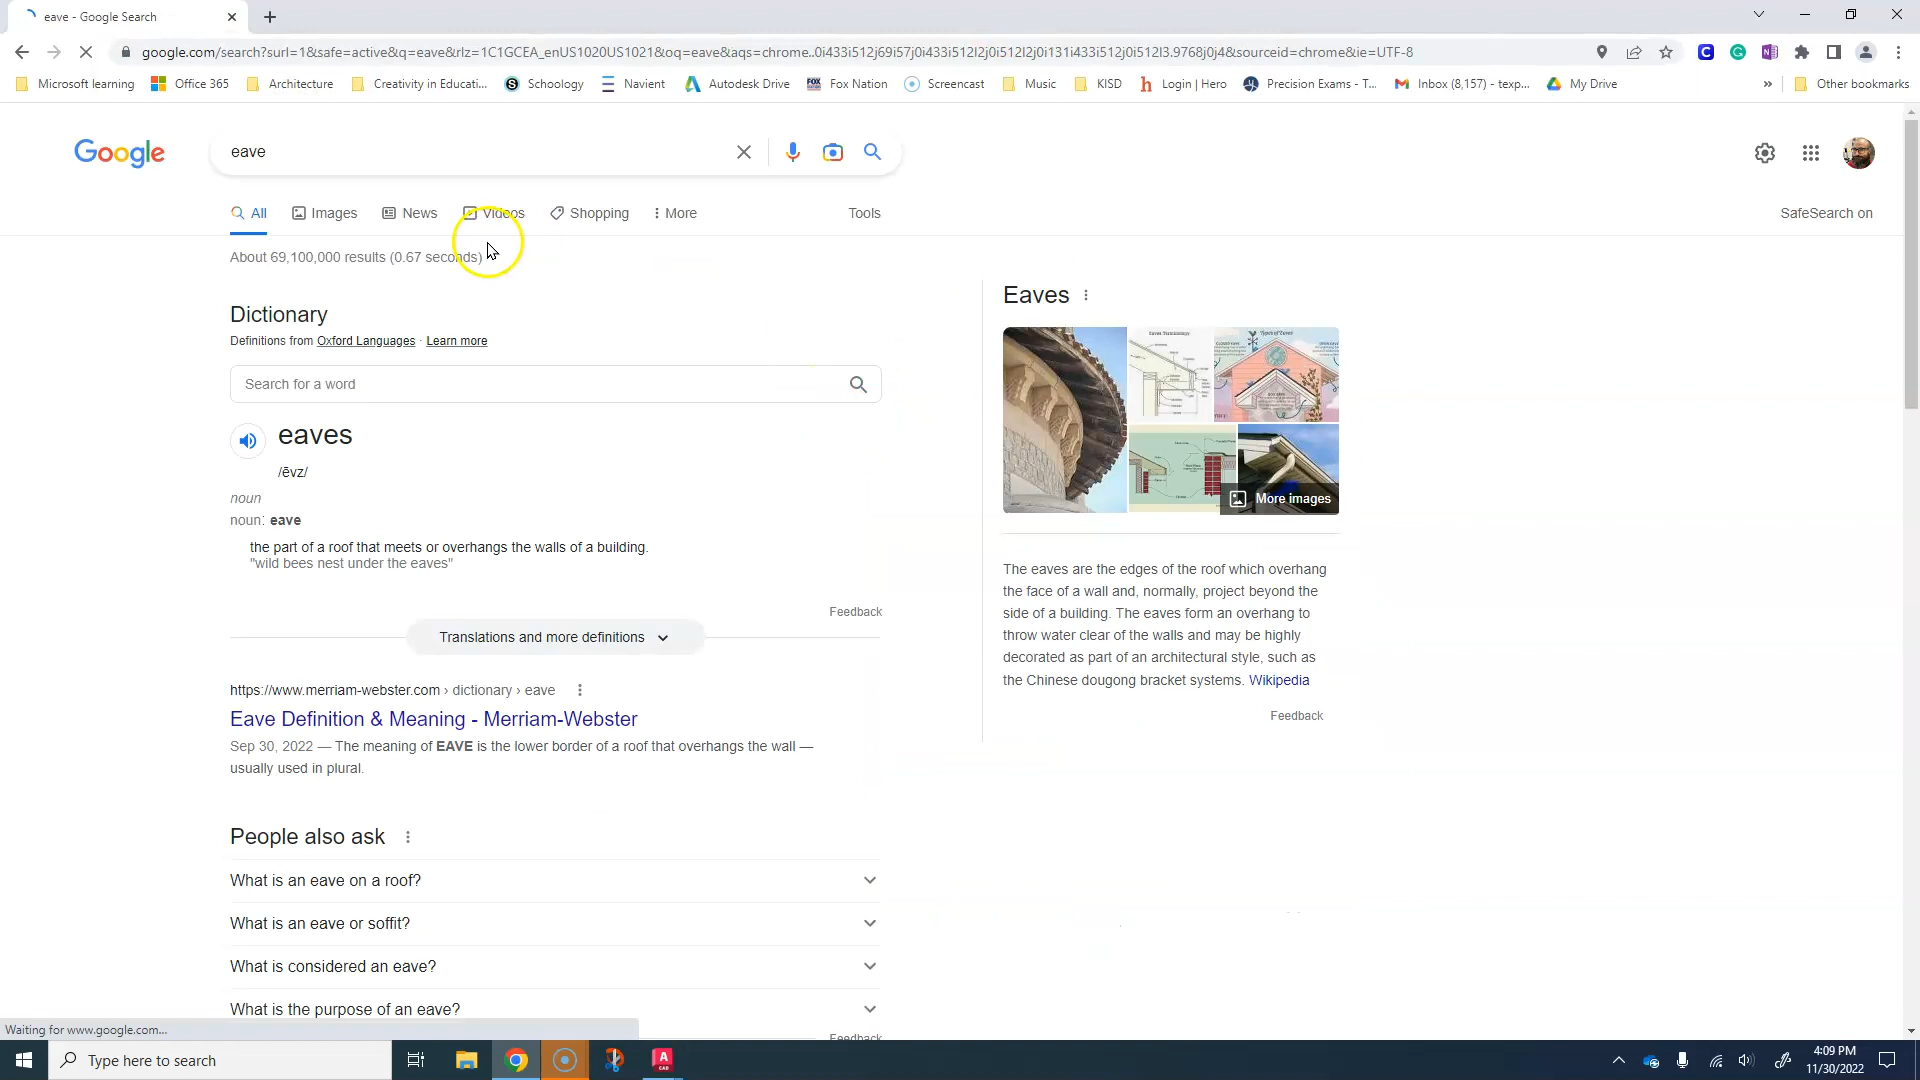 eave - Google Search
google.com/search?surl=1&safe=active&q=eave&rlz=1C1GCEA_enUS1020US1021&oq=eave&aqs=chrome..0i433i512j69i57j0i433i512l2j0i512l2j0i131i433i512j0i512l3.9768j0j4&sourceid=chrome&ie=UTF-8
Microsoft learning Office 365 Architecture Creativity in Educati... Schoology Navient Autodesk Drive Fox Nation Screencast Music KISD Login | Hero Precision Exams - T... Inbox (8,157) - texp... My Drive » Other bookmarks
Google eave
All Images News Videos Shopping More Tools SafeSearch on
About 69,100,000 results (0.67 seconds)
Dictionary
Definitions from Oxford Languages · Learn more
Search for a word
eaves
/ēvz/
noun
noun: eave
the part of a roof that meets or overhangs the walls of a building.
"wild bees nest under the eaves"
Feedback
Translations and more definitions
https://www.merriam-webster.com › dictionary › eave
Eave Definition & Meaning - Merriam-Webster
Sep 30, 2022 — The meaning of EAVE is the lower border of a roof that overhangs the wall —
usually used in plural.
People also ask
What is an eave on a roof?
What is an eave or soffit?
What is considered an eave?
What is the purpose of an eave?
Feedback
Eaves
More images
The eaves are the edges of the roof which overhang
the face of a wall and, normally, project beyond the
side of a building. The eaves form an overhang to
throw water clear of the walls and may be highly
decorated as part of an architectural style, such as
the Chinese dougong bracket systems. Wikipedia
Feedback
Waiting for www.google.com...
Type here to search
4:09 PM
11/30/2022